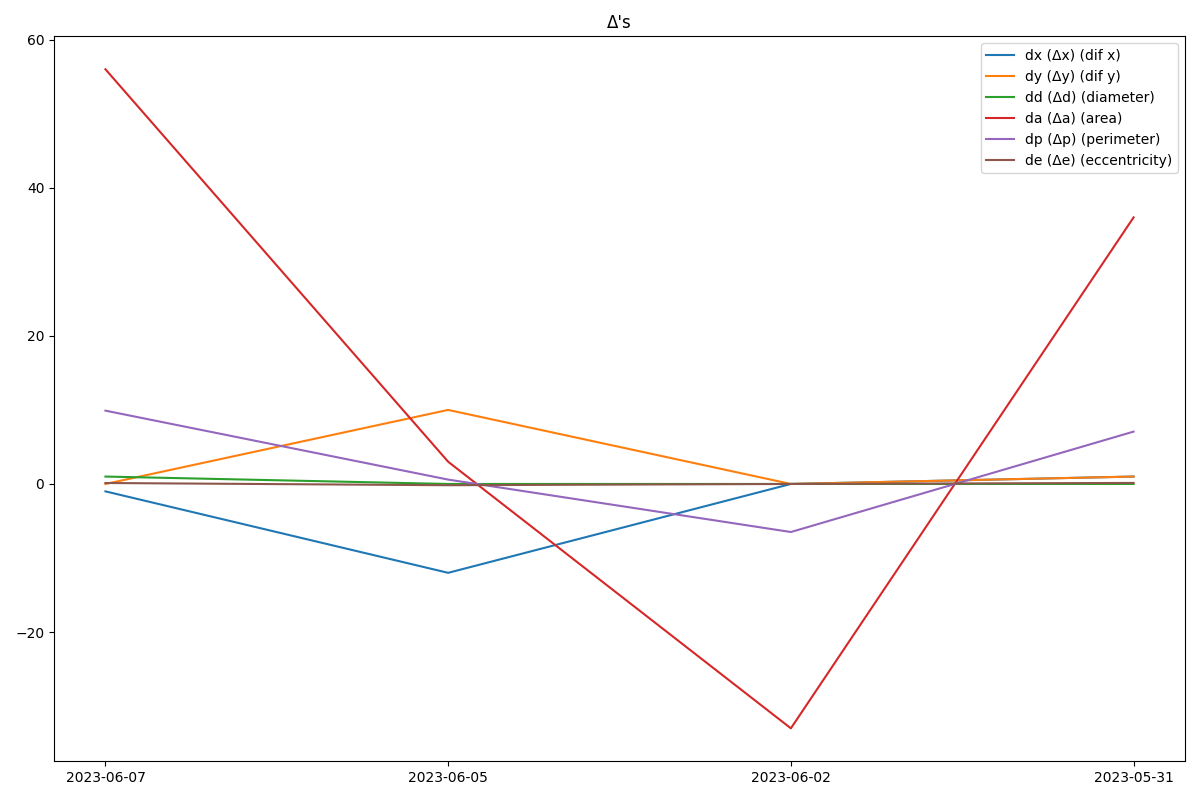 Δ's
60
40
20
0
−20
dx (Δx) (dif x)
dy (Δy) (dif y)
dd (Δd) (diameter)
da (Δa) (area)
dp (Δp) (perimeter)
de (Δe) (eccentricity)
2023-06-07 2023-06-05 2023-06-02 2023-05-31